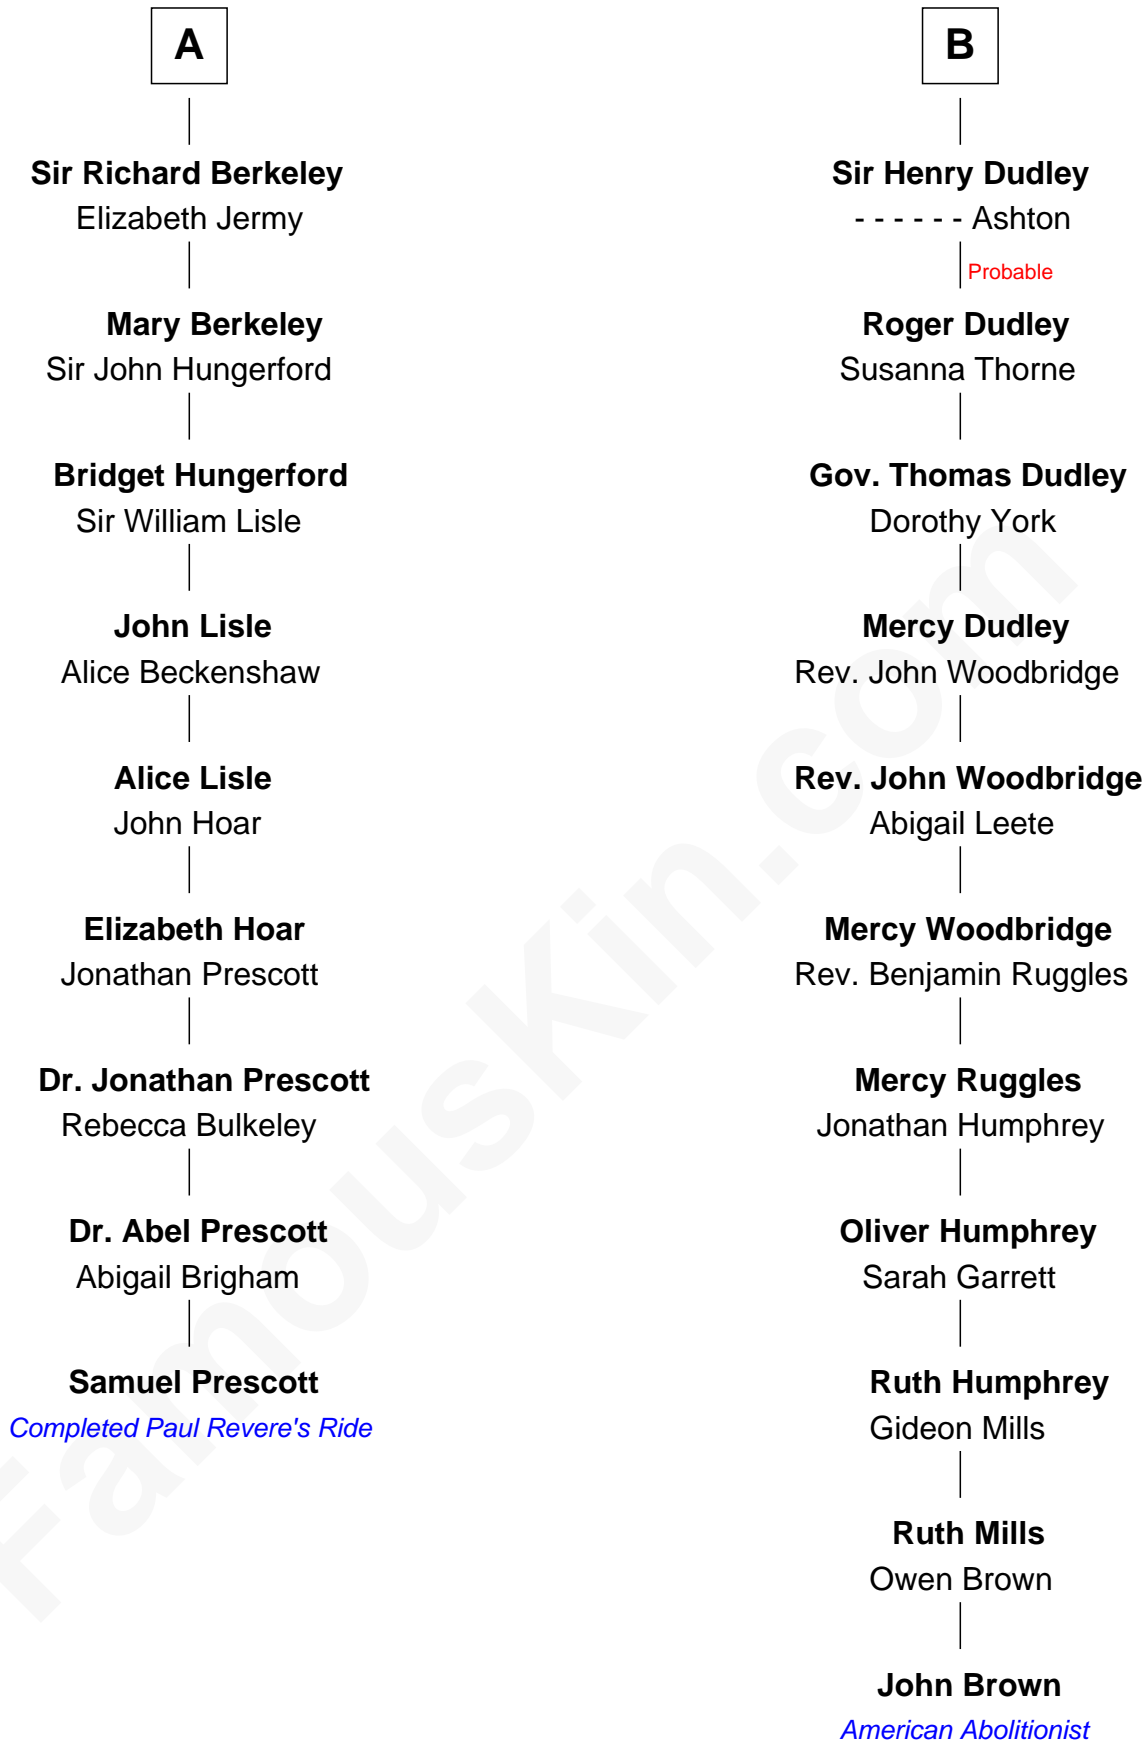 A
Sir Richard Berkeley
Elizabeth Jermy
Mary Berkeley
Sir John Hungerford
Bridget Hungerford
Sir William Lisle
John Lisle
Alice Beckenshaw
Alice Lisle
John Hoar
Elizabeth Hoar
Jonathan Prescott
Dr. Jonathan Prescott
Rebecca Bulkeley
Dr. Abel Prescott
Abigail Brigham
Samuel Prescott
Completed Paul Revere's Ride
B
Sir Henry Dudley
- - - - - - Ashton
Probable
Roger Dudley
Susanna Thorne
Gov. Thomas Dudley
Dorothy York
Mercy Dudley
Rev. John Woodbridge
Rev. John Woodbridge
Abigail Leete
Mercy Woodbridge
Rev. Benjamin Ruggles
Mercy Ruggles
Jonathan Humphrey
Oliver Humphrey
Sarah Garrett
Ruth Humphrey
Gideon Mills
Ruth Mills
Owen Brown
John Brown
American Abolitionist
FamousKin.com